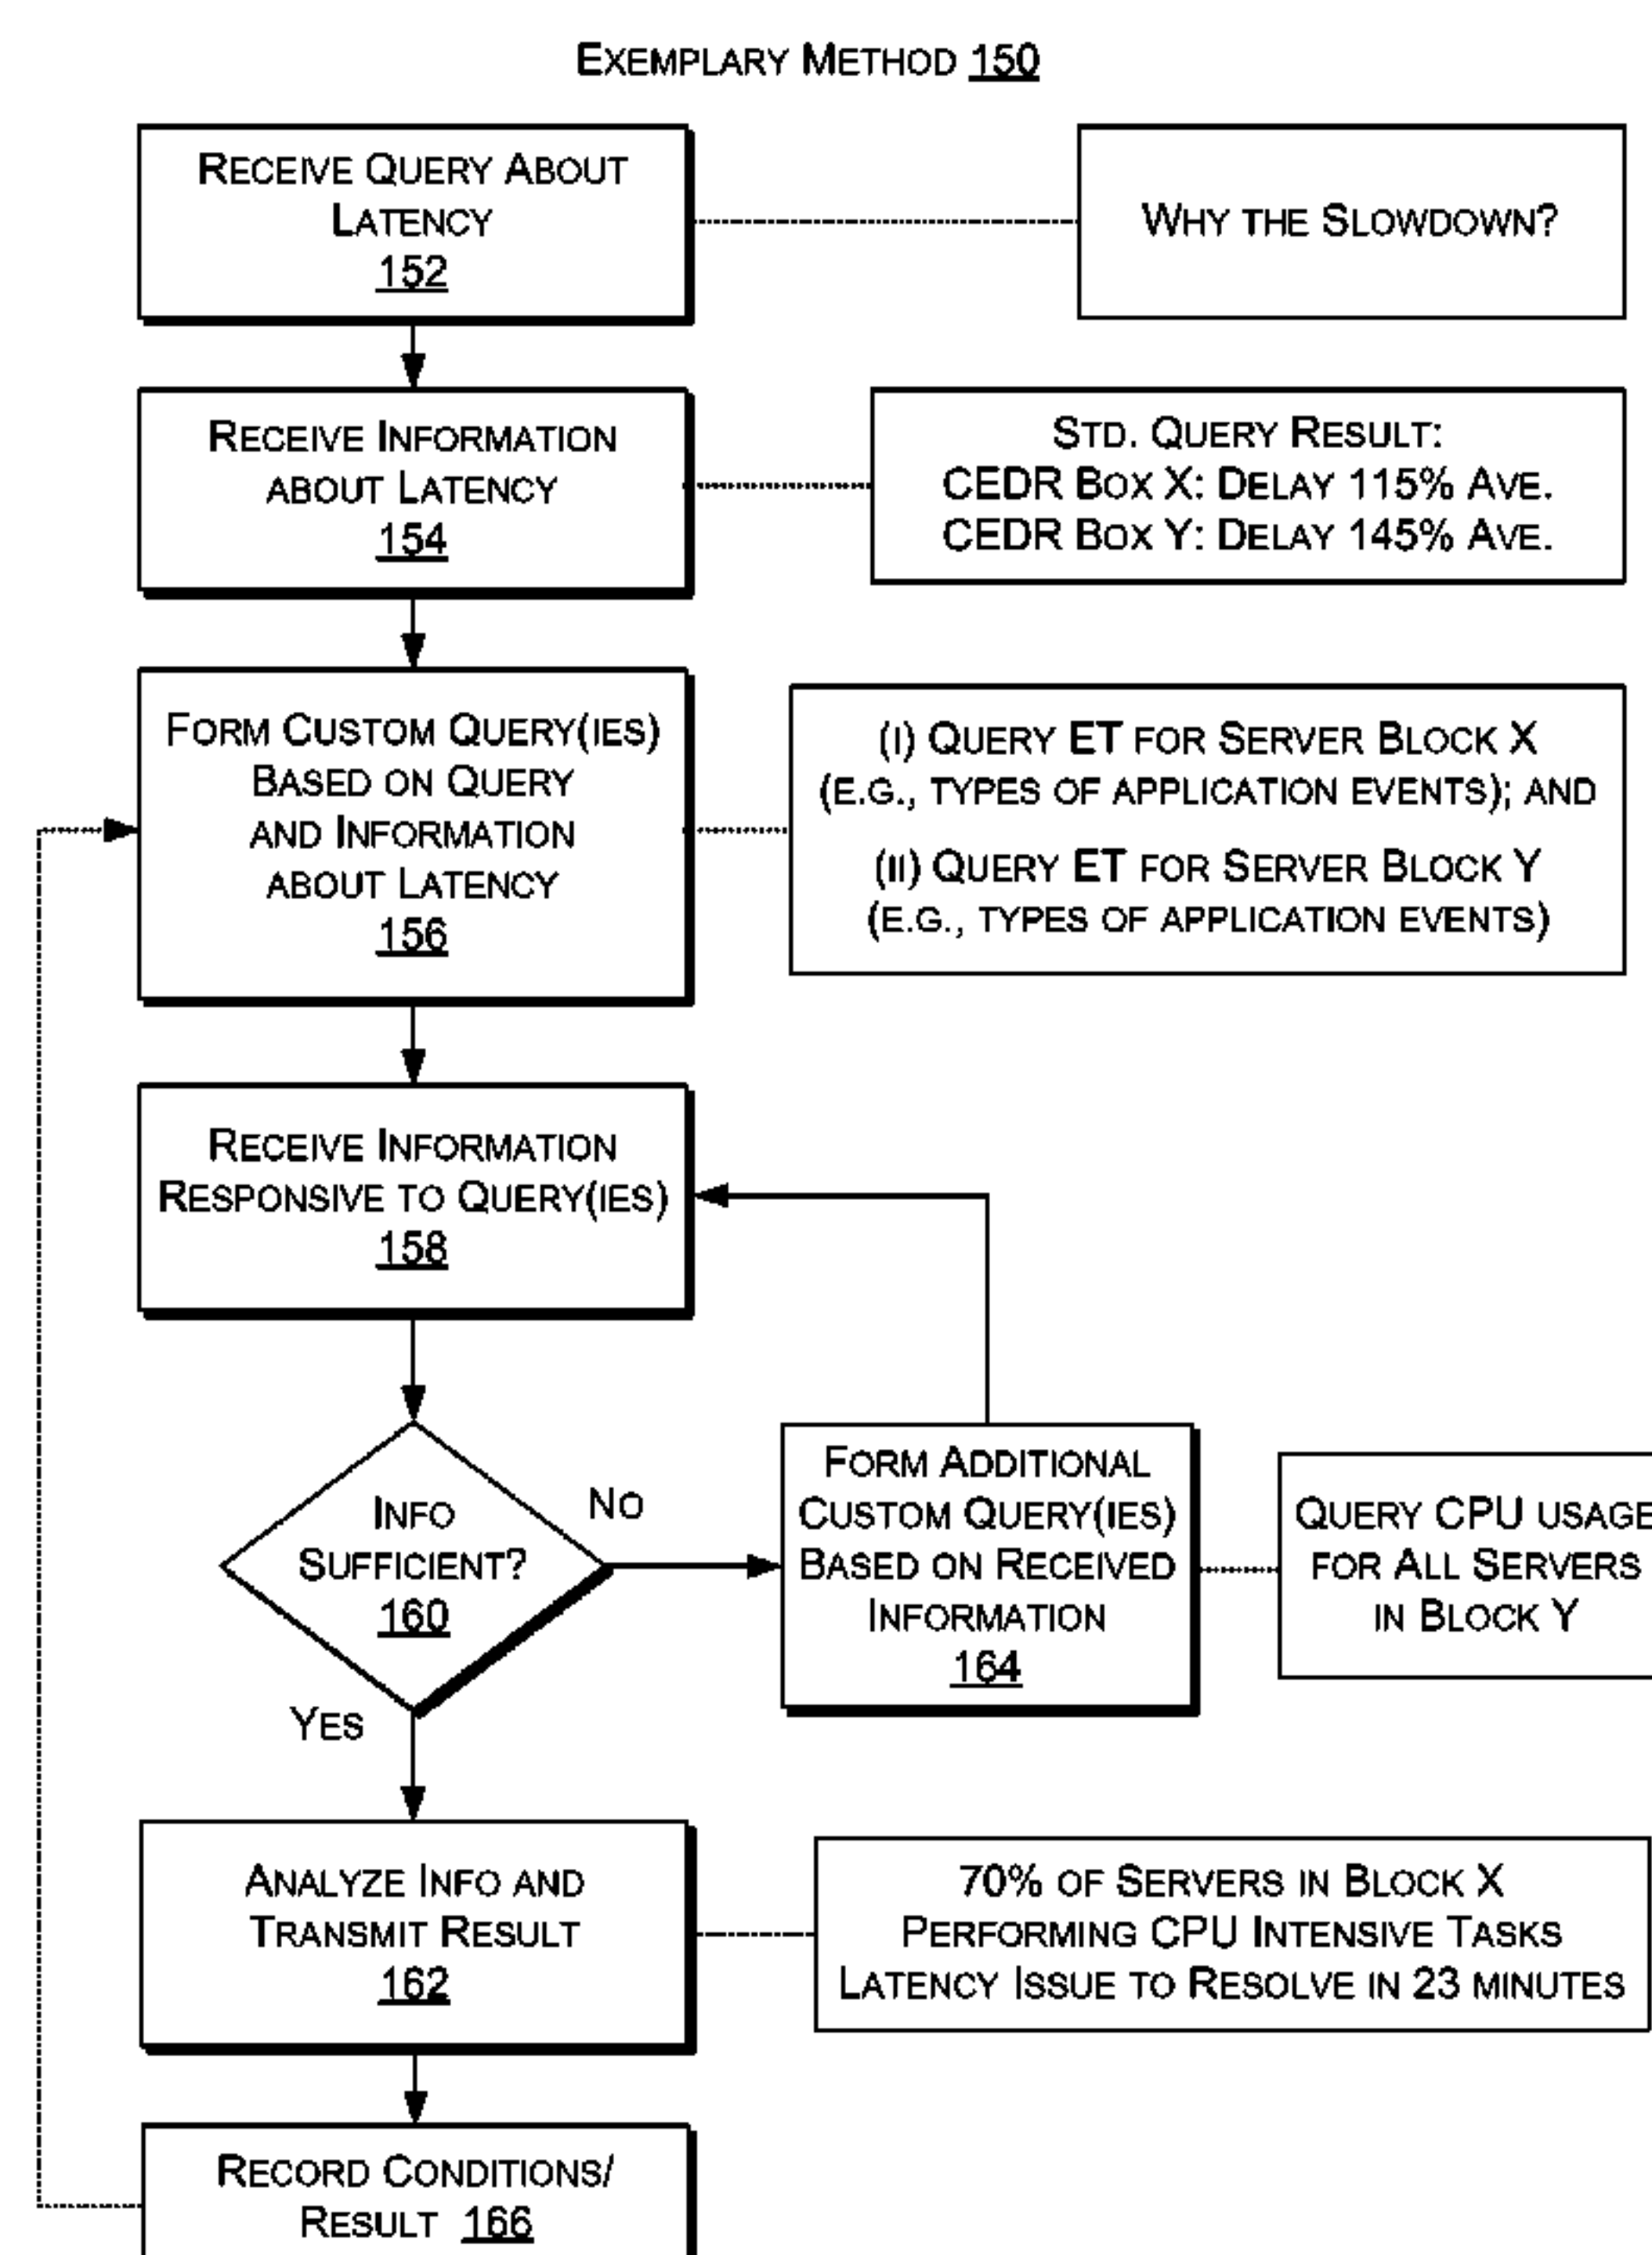 EXEMPLARY METHOD 150
RECEIVE QUERY ABOUT
LATENCY
152
WHY THE SLOWDOWN?
RECEIVE INFORMATION
ABOUT LATENCY
154
STD. QUERY RESULT:
CEDR BOX X: DELAY 115% AVE.
CEDR BOX Y: DELAY 145% AVE.
FORM CUSTOM QUERY(IES)
BASED ON QUERY
AND INFORMATION
ABOUT LATENCY
156
(I) QUERY ET FOR SERVER BLOCK X
(E.G., TYPES OF APPLICATION EVENTS); AND
(II) QUERY ET FOR SERVER BLOCK Y
(E.G., TYPES OF APPLICATION EVENTS)
RECEIVE INFORMATION
RESPONSIVE TO QUERY(IES)
158
INFO
SUFFICIENT?
160
NO
YES
FORM ADDITIONAL
CUSTOM QUERY(IES)
BASED ON RECEIVED
INFORMATION
164
QUERY CPU USAGE
FOR ALL SERVERS
IN BLOCK Y
ANALYZE INFO AND
TRANSMIT RESULT
162
70% OF SERVERS IN BLOCK X
PERFORMING CPU INTENSIVE TASKS
LATENCY ISSUE TO RESOLVE IN 23 MINUTES
RECORD CONDITIONS/
RESULT 166